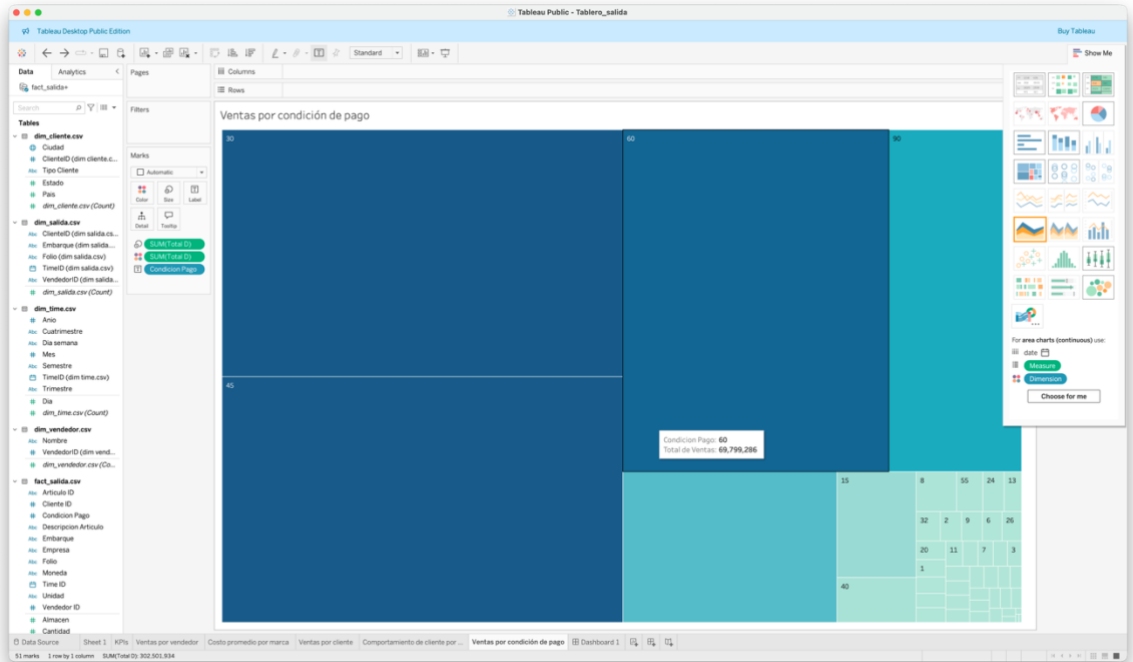 Tableau Public - Tablero_salida
Tableau Desktop Public Edition
Buy Tableau
Standard
Show Me
Data
Analytics
Pages
Columns
fact_salida+
Rows
Search
Filters
Ventas por condición de pago
Tables
dim_cliente.csv
Ciudad
ClienteID (dim cliente.c...
Tipo Cliente
Estado
Pais
dim_cliente.csv (Count)
dim_salida.csv
ClienteID (dim salida.cs...
Embarque (dim salida....
Folio (dim salida.csv)
TimeID (dim salida.csv)
VendedorID (dim salida...
dim_salida.csv (Count)
dim_time.csv
Anio
Cuatrimestre
Dia semana
Mes
Semestre
TimeID (dim time.csv)
Trimestre
Dia
dim_time.csv (Count)
dim_vendedor.csv
Nombre
VendedorID (dim vend...
dim_vendedor.csv (Co...
fact_salida.csv
Articulo ID
Cliente ID
Condicion Pago
Descripcion Articulo
Embarque
Empresa
Folio
Moneda
Time ID
Unidad
Vendedor ID
Almacen
Cantidad
Marks
Automatic
Color
Size
Label
Detail
Tooltip
SUM(Total D)
SUM(Total D)
Condicion Pago
30
60
90
45
Condicion Pago: 60
Total de Ventas: 69,799,286
15
8
55
24
13
32
2
9
6
26
20
11
7
3
1
40
For area charts (continuous) use:
date
Measure
Dimension
Choose for me
Data Source
Sheet 1
KPIs
Ventas por vendedor
Costo promedio por marca
Ventas por cliente
Comportamiento de cliente por ...
Ventas por condición de pago
Dashboard 1
51 marks
1 row by 1 column
SUM(Total D): 302,501,934